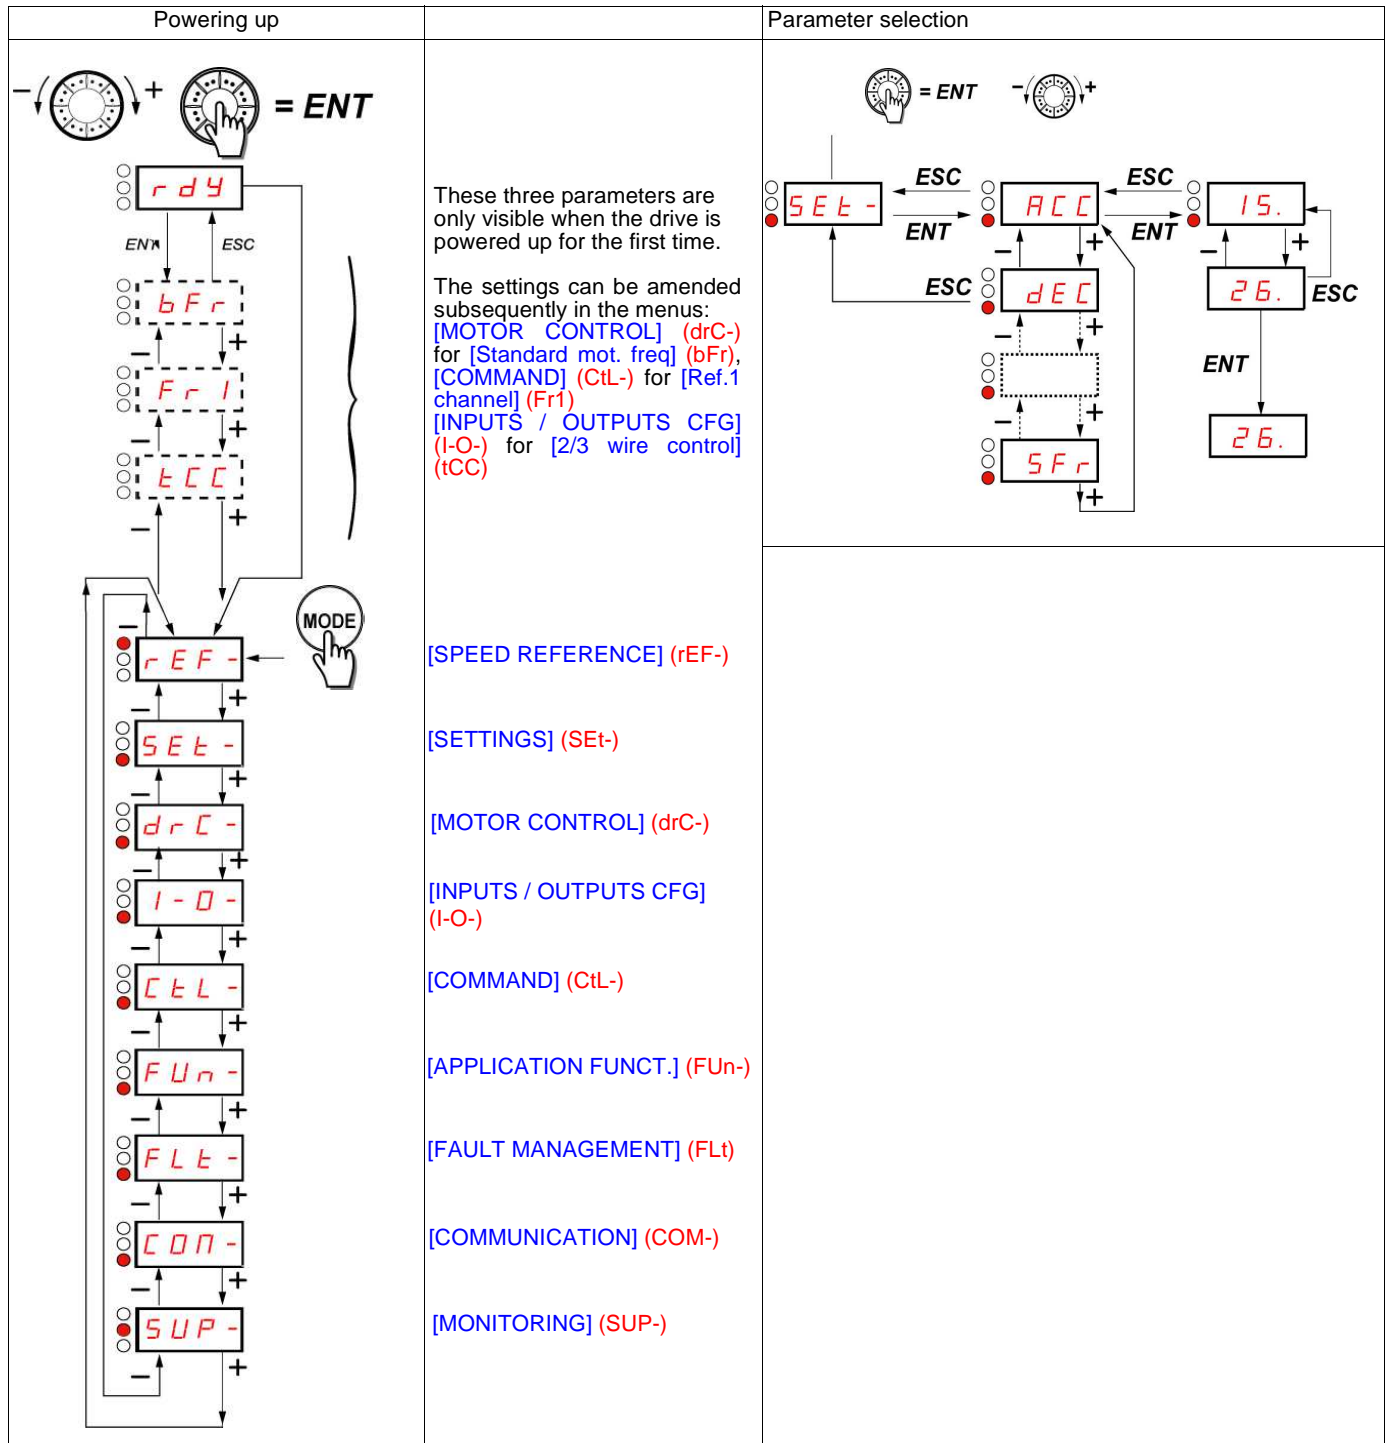 Powering up
Parameter selection
- + = ENT
rdY
ENT ESC
bFr
- +
Fr1
- +
tCC
- +
These three parameters are
only visible when the drive is
powered up for the first time.
The settings can be amended
subsequently in the menus:
[MOTOR CONTROL] (drC-)
for [Standard mot. freq] (bFr),
[COMMAND] (CtL-) for [Ref.1
channel] (Fr1)
[INPUTS / OUTPUTS CFG]
(I-O-) for [2/3 wire control]
(tCC)
= ENT - +
ESC ESC
SEt- ACC 15.
ENT ENT
- + - +
ESC dEC 26. ESC
- +
ENT
- +
SFr 26.
+
MODE
-
rEF- [SPEED REFERENCE] (rEF-)
- +
SEt- [SETTINGS] (SEt-)
- +
drC- [MOTOR CONTROL] (drC-)
- +
I-O- [INPUTS / OUTPUTS CFG]
(I-O-)
- +
CtL- [COMMAND] (CtL-)
- +
FUn- [APPLICATION FUNCT.] (FUn-)
- +
FLt- [FAULT MANAGEMENT] (FLt)
- +
COM- [COMMUNICATION] (COM-)
- +
SUP- [MONITORING] (SUP-)
- +